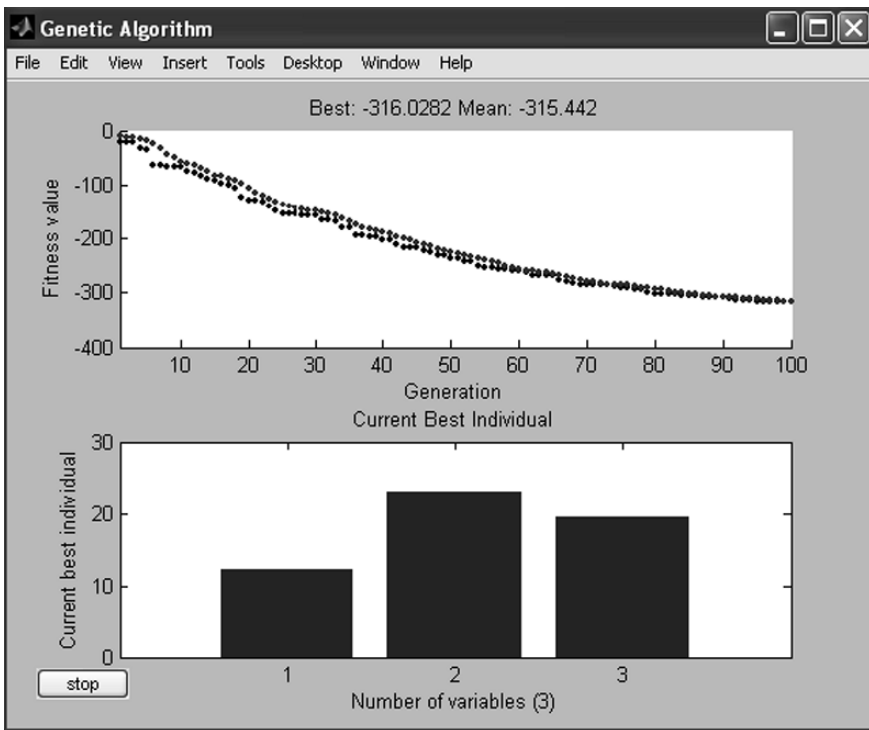 Genetic Algorithm
File Edit View Insert Tools Desktop Window Help
Best: -316.0282 Mean: -315.442
Fitness value
0
-100
-200
-300
-400
10 20 30 40 50 60 70 80 90 100
Generation
Current Best Individual
Current best individual
30
20
10
0
1 2 3
Number of variables (3)
stop